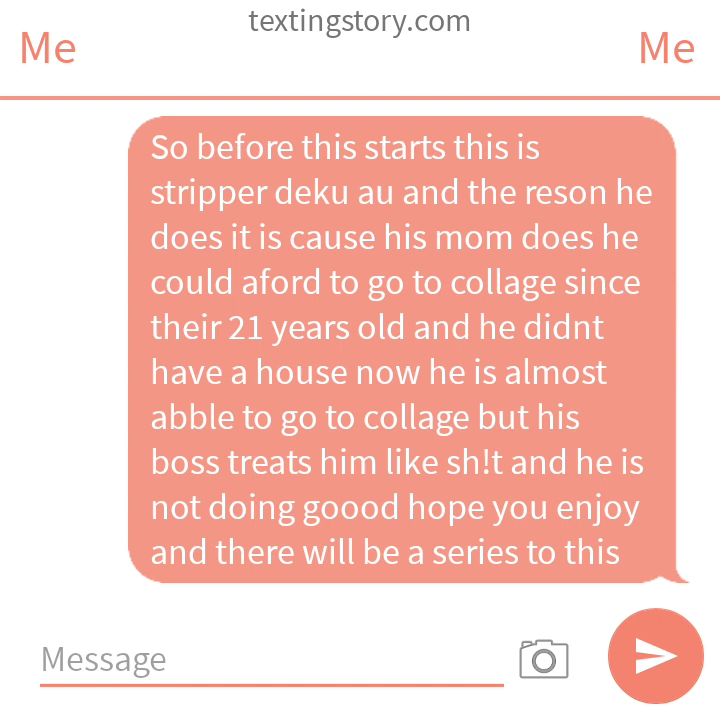 textingstory.com
Me
Me
So before this starts this is
stripper deku au and the reson he
does it is cause his mom does he
could aford to go to collage since
their 21 years old and he didnt
have a house now he is almost
abble to go to collage but his
boss treats him like sh!t and he is
not doing goood hope you enjoy
and there will be a series to this
Message